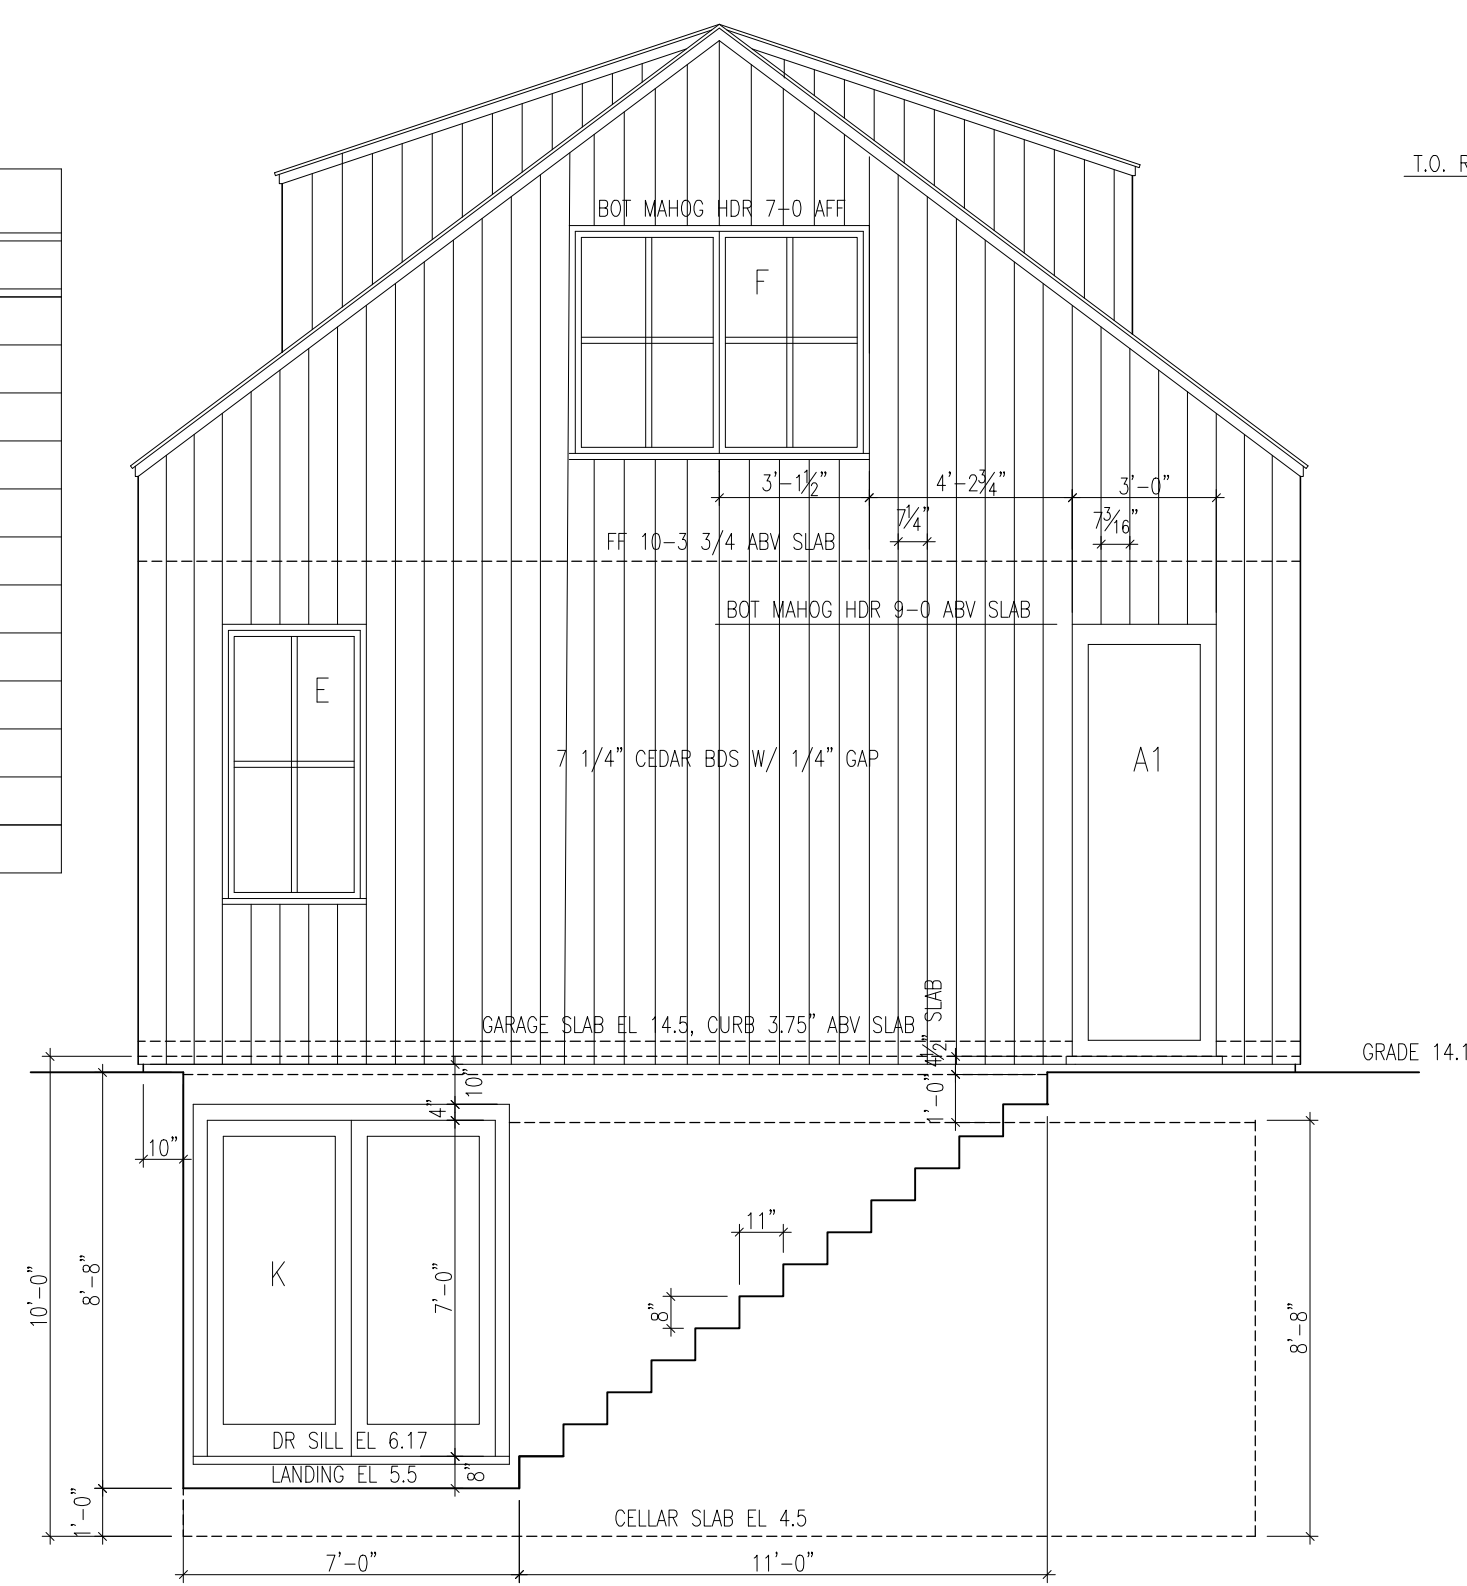 T.O. R
BOT MAHOG HDR 7-0 AFF
F
3'-1½"
4'-2¾"
3'-0"
7¼"
7 3/16"
FF 10-3 3/4 ABV SLAB
BOT MAHOG HDR 9-0 ABV SLAB
E
7 1/4" CEDAR BDS W/ 1/4" GAP
A1
GARAGE SLAB EL 14.5, CURB 3.75" ABV SLAB
4½" SLAB
GRADE 14.1
10"
4"
1'-0"
10"
11"
K
10'-0"
8'-8"
7'-0"
8"
8'-8"
DR SILL EL 6.17
LANDING EL 5.5
8"
1'-0"
CELLAR SLAB EL 4.5
7'-0"
11'-0"